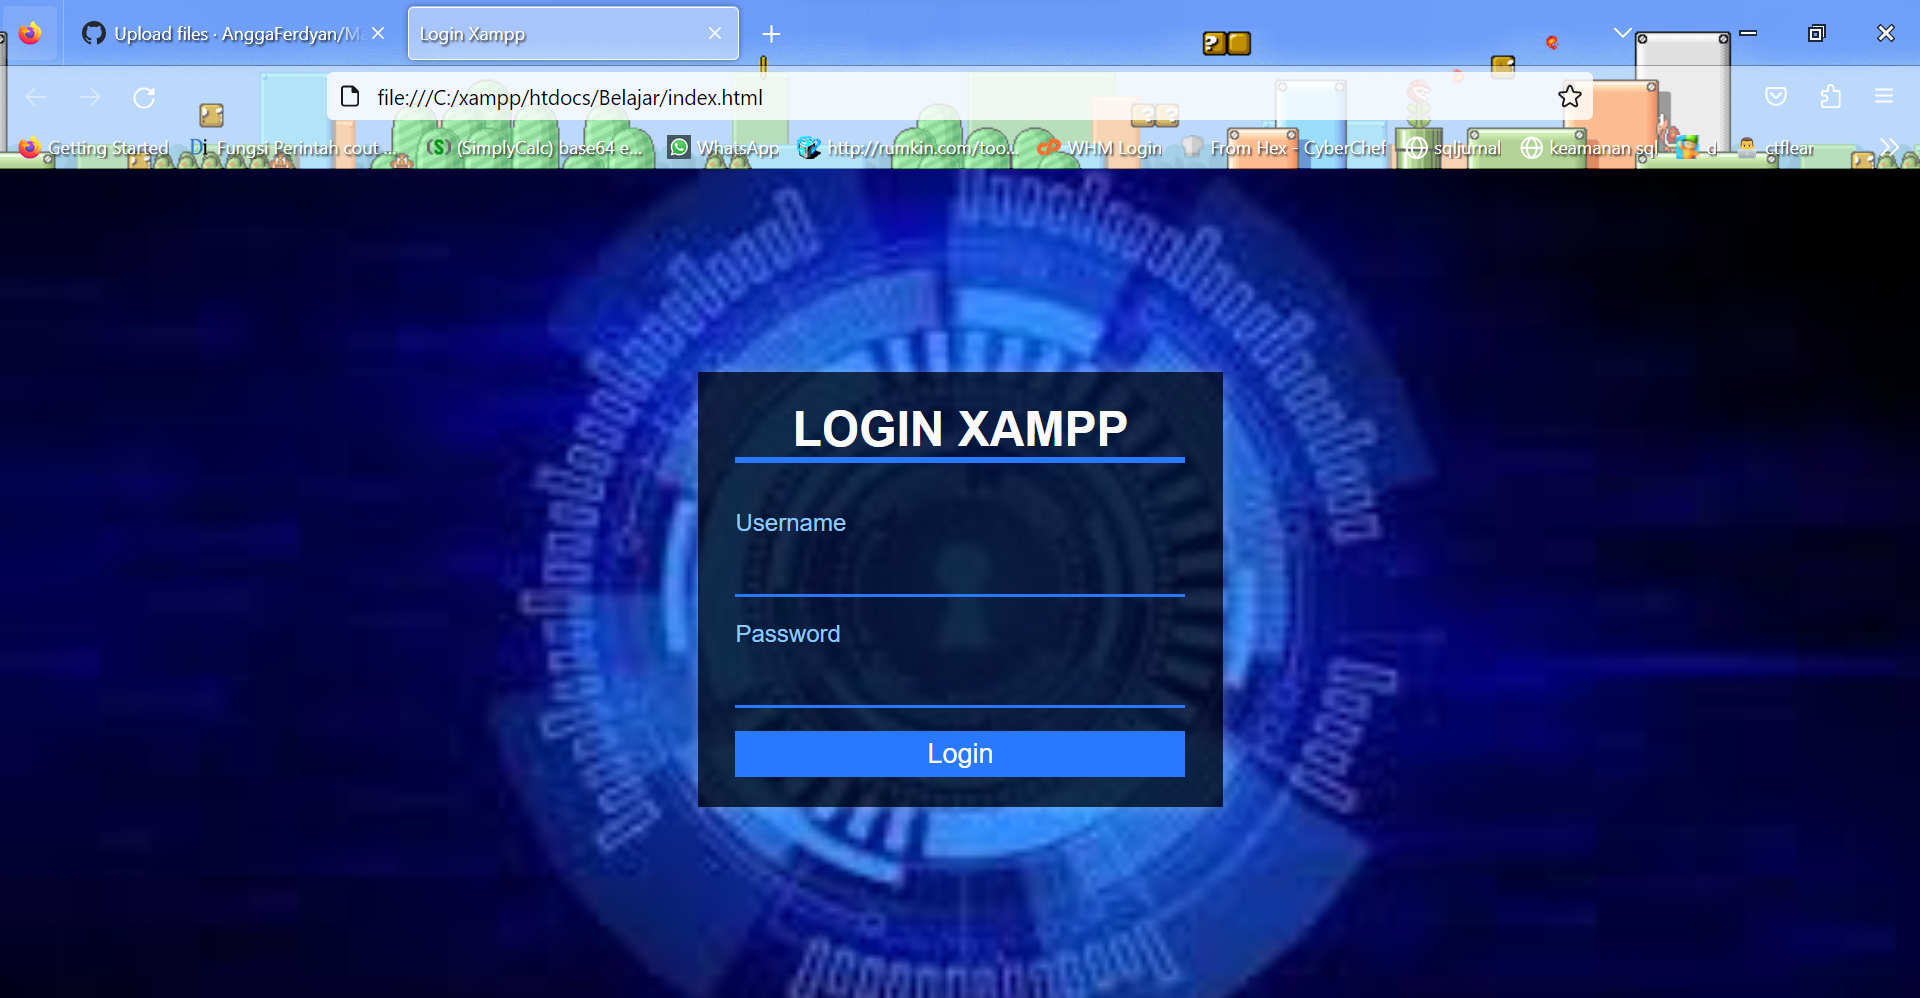 Upload files · AnggaFerdyan/Ma
Login Xampp
file:///C:/xampp/htdocs/Belajar/index.html
Getting Started
Fungsi Perintah cout ...
(SimplyCalc) base64 e...
WhatsApp
http://rumkin.com/too...
WHM Login
From Hex - CyberChef
sqljurnal
keamanan sql
d
ctflear
LOGIN XAMPP
Username
Password
Login